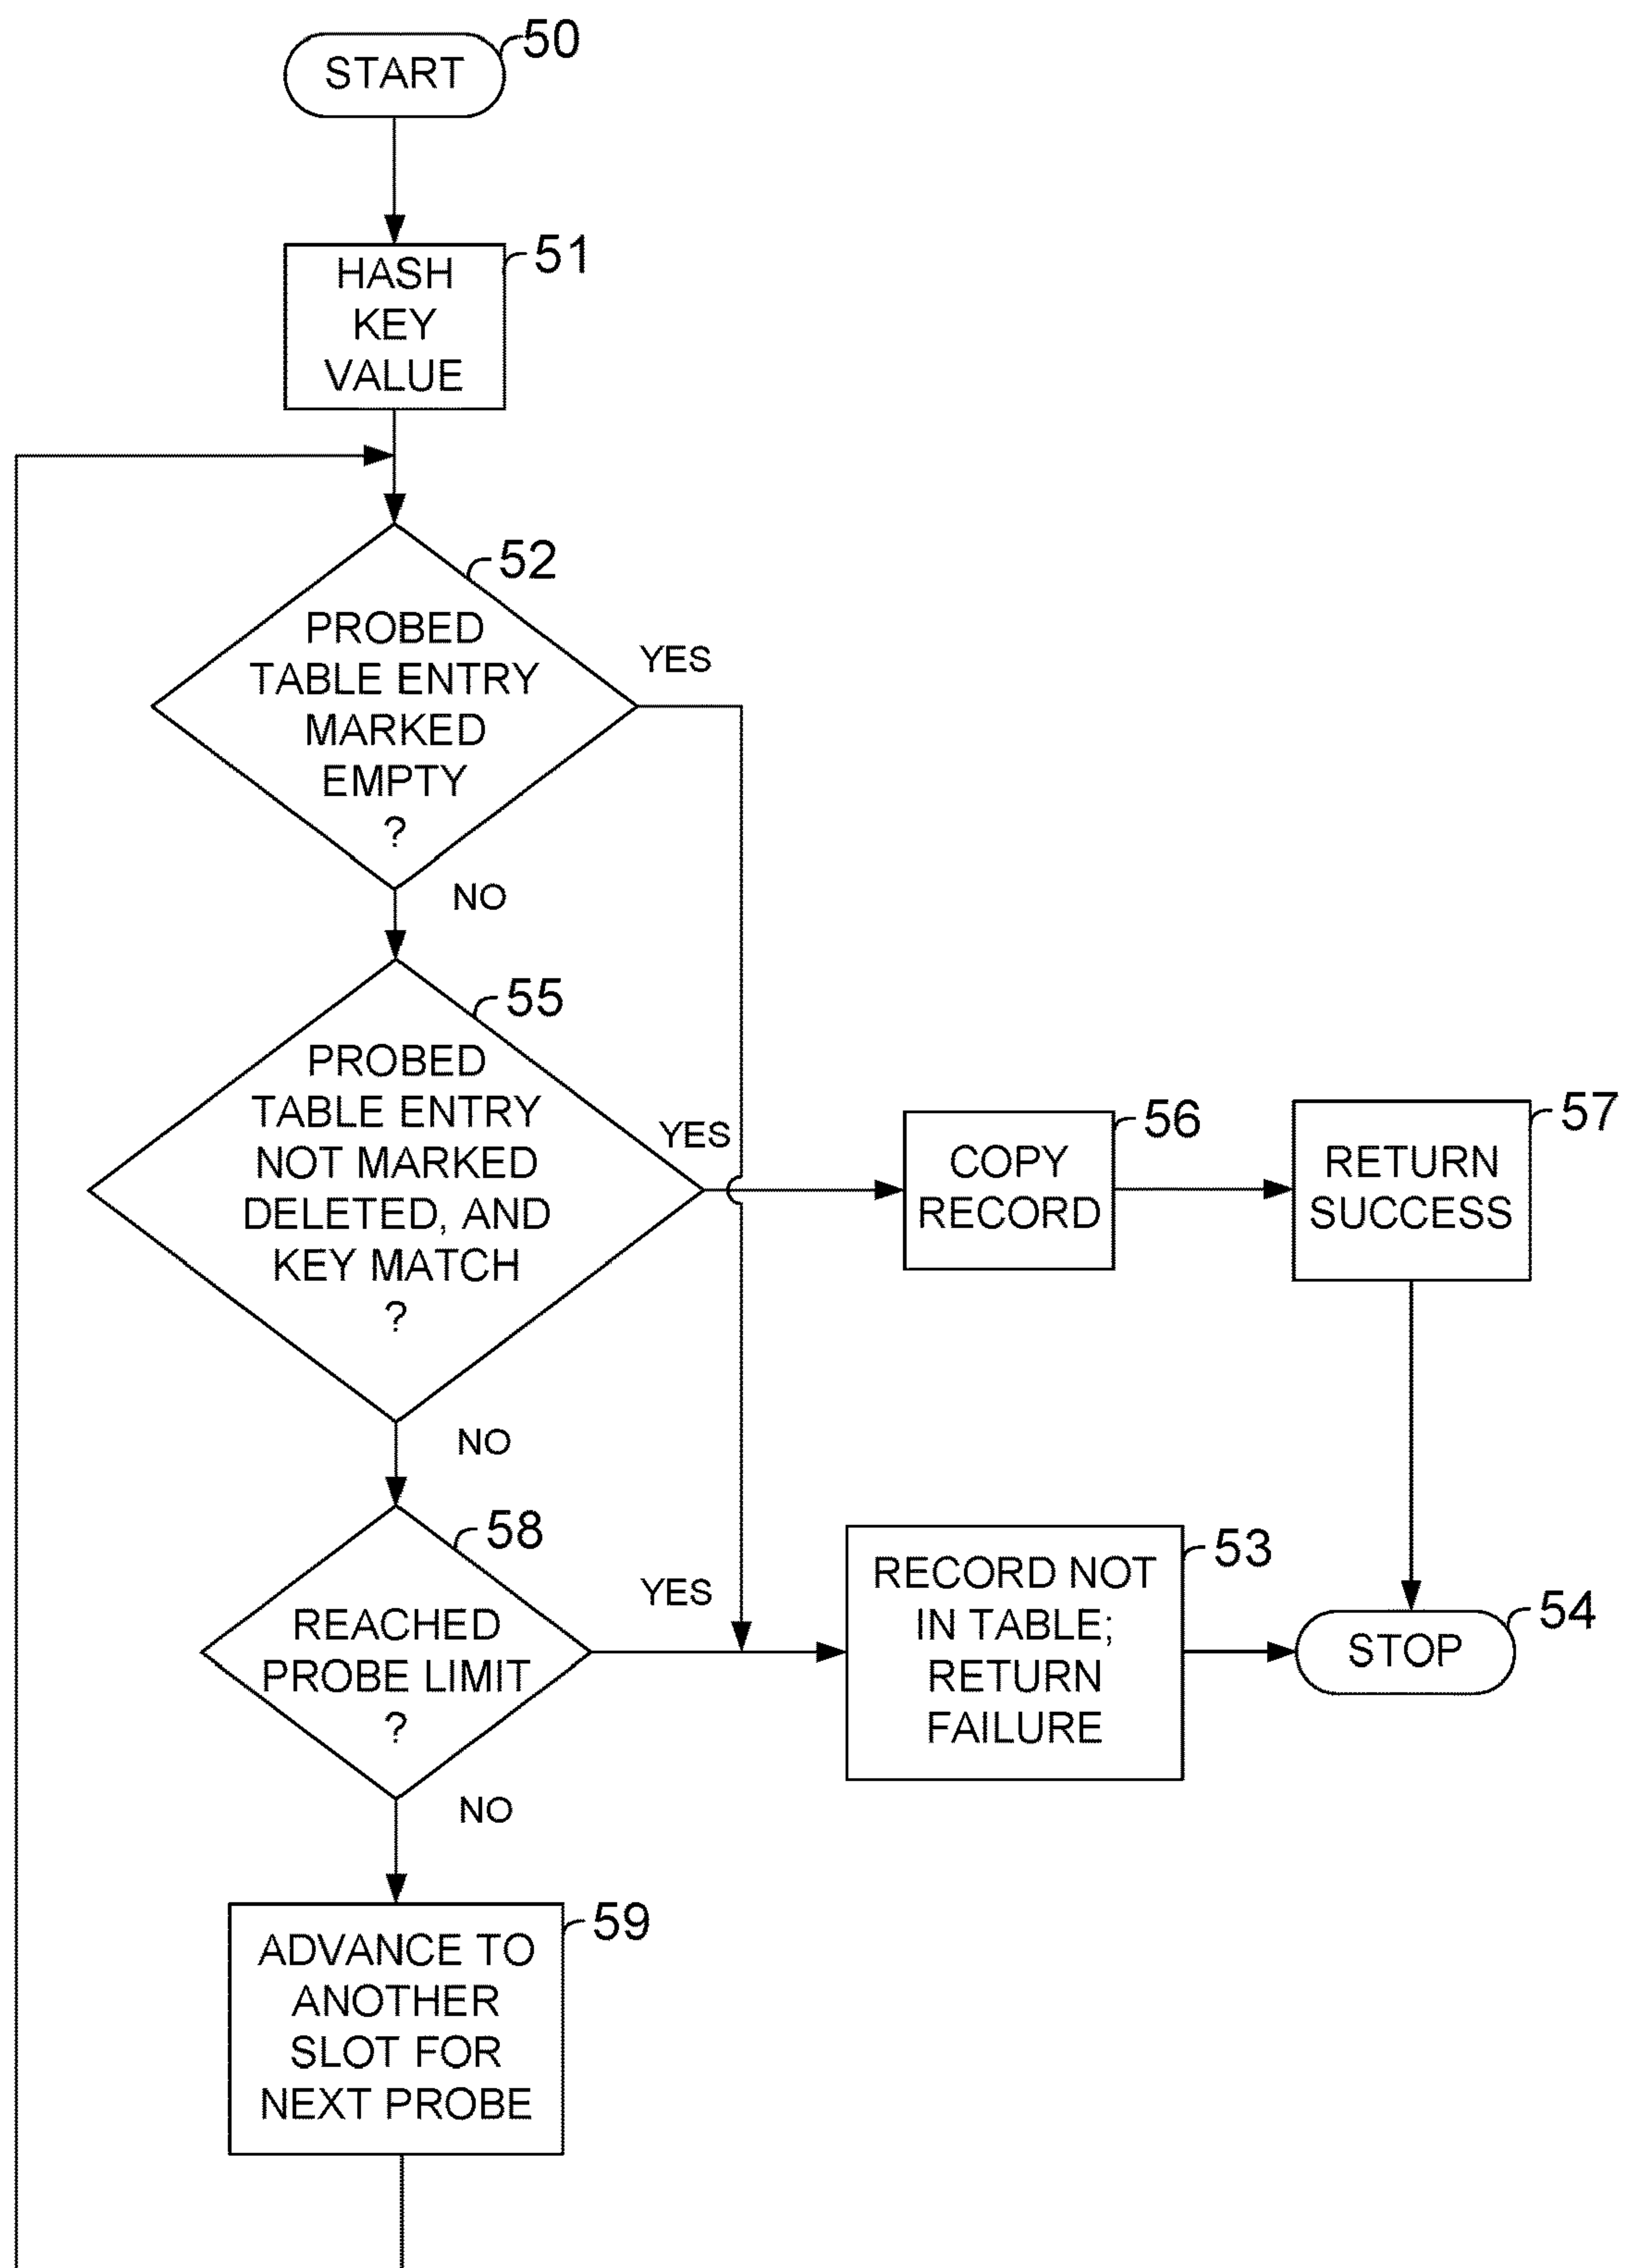 START
50
HASH
KEY
VALUE
51
PROBED
TABLE ENTRY
MARKED
EMPTY
?
52
YES
NO
PROBED
TABLE ENTRY
NOT MARKED
DELETED, AND
KEY MATCH
?
55
YES
NO
COPY
RECORD
56
RETURN
SUCCESS
57
REACHED
PROBE LIMIT
?
58
YES
NO
RECORD NOT
IN TABLE;
RETURN
FAILURE
53
STOP
54
ADVANCE TO
ANOTHER
SLOT FOR
NEXT PROBE
59